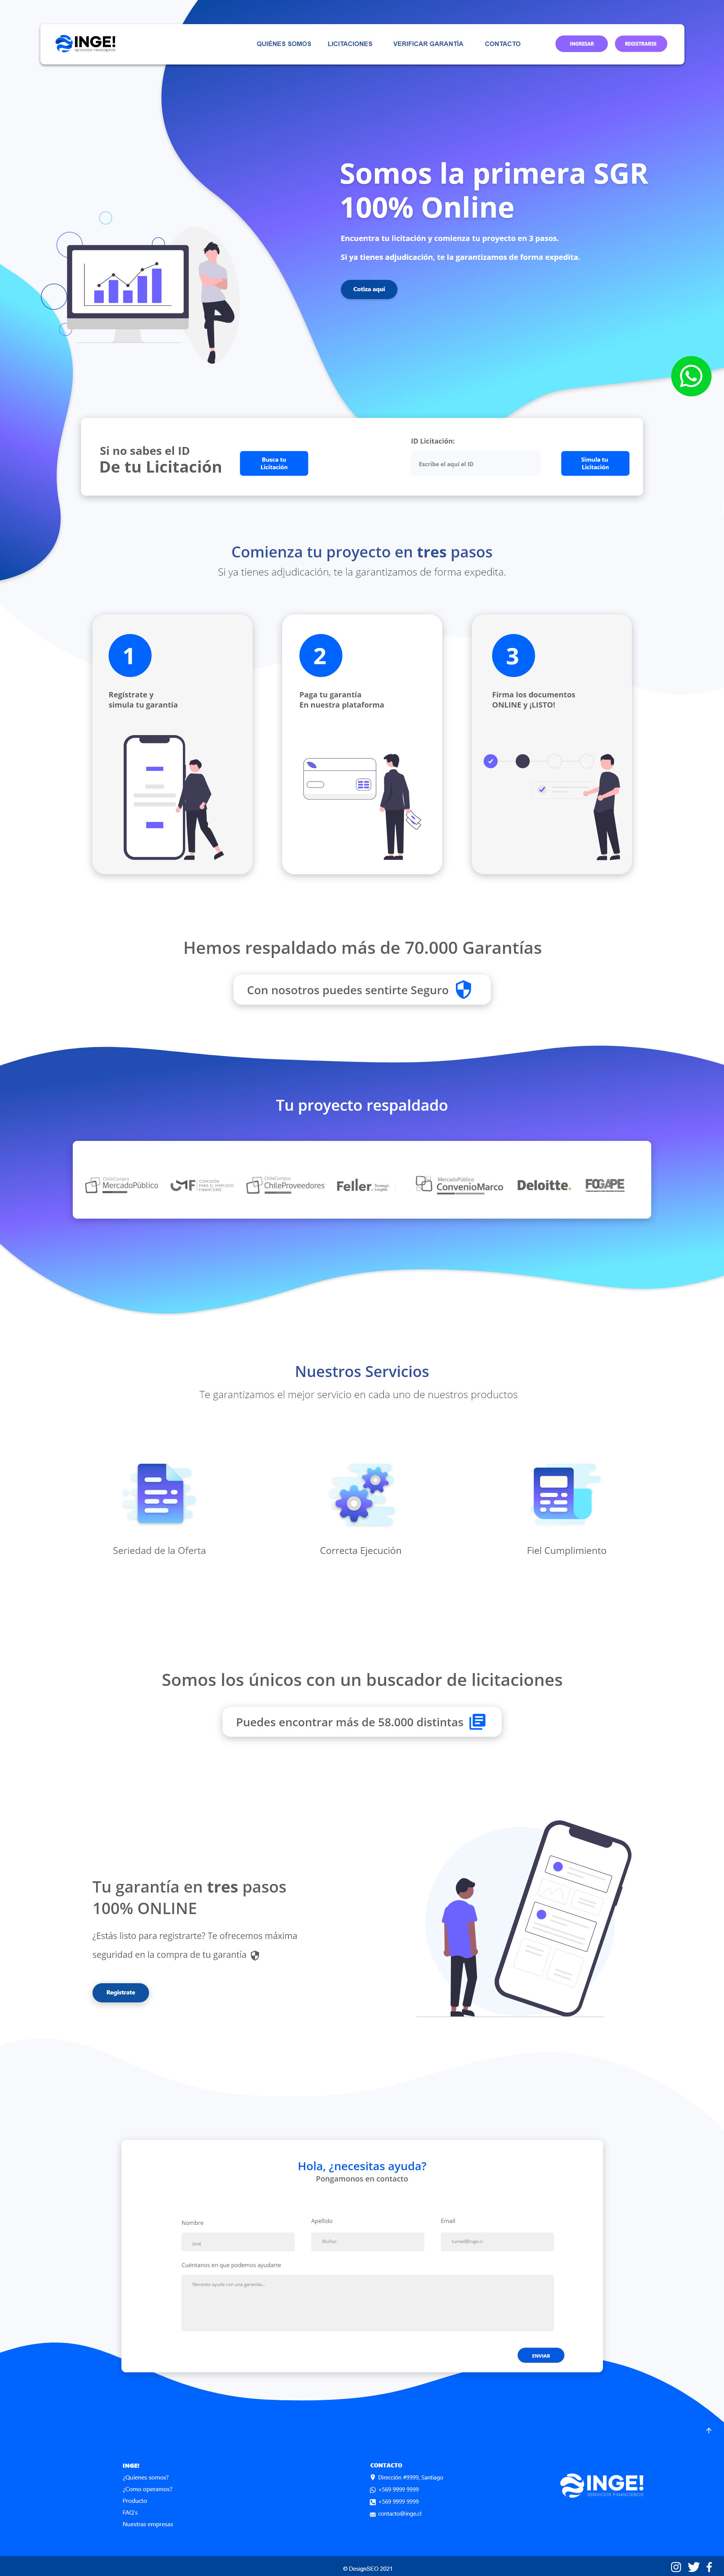 INGE!
SERVICIOS FINANCIEROS
QUIÉNES SOMOS
LICITACIONES
VERIFICAR GARANTÍA
CONTACTO
INGRESAR
REGISTRARSE
Somos la primera SGR
100% Online
Encuentra tu licitación y comienza tu proyecto en 3 pasos.
Si ya tienes adjudicación, te la garantizamos de forma expedita.
Cotiza aquí
Si no sabes el ID
De tu Licitación
Busca tu
Licitación
ID Licitación:
Escribe el aquí el ID
Simula tu
Licitación
Comienza tu proyecto en tres pasos
Si ya tienes adjudicación, te la garantizamos de forma expedita.
1
Regístrate y
simula tu garantía
2
Paga tu garantía
En nuestra plataforma
3
Firma los documentos
ONLINE y ¡LISTO!
Hemos respaldado más de 70.000 Garantías
Con nosotros puedes sentirte Seguro
Tu proyecto respaldado
ChileCompra
MercadoPúblico
CMF
COMISIÓN
PARA EL MERCADO
FINANCIERO
ChileCompra
ChileProveedores
Feller
Strategic
Insights
MercadoPúblico
ConvenioMarco
Deloitte.
FOGAPE
Nuestros Servicios
Te garantizamos el mejor servicio en cada uno de nuestros productos
Seriedad de la Oferta
Correcta Ejecución
Fiel Cumplimiento
Somos los únicos con un buscador de licitaciones
Puedes encontrar más de 58.000 distintas
Tu garantía en tres pasos
100% ONLINE
¿Estás listo para registrarte? Te ofrecemos máxima
seguridad en la compra de tu garantía
Registrate
Hola, ¿necesitas ayuda?
Pongamonos en contacto
Nombre
Apellido
Email
José
Muñoz
tumail@inge.cl
Cuéntanos en que podemos ayudarte
Necesito ayuda con una garantía...
ENVIAR
INGE!
¿Quienes somos?
¿Como operamos?
Producto
FAQ's
Nuestras empresas
CONTACTO
Dirección #9999, Santiago
+569 9999 9999
+569 9999 9999
contacto@inge.cl
INGE!
SERVICIOS FINANCIEROS
© DesignSEO 2021